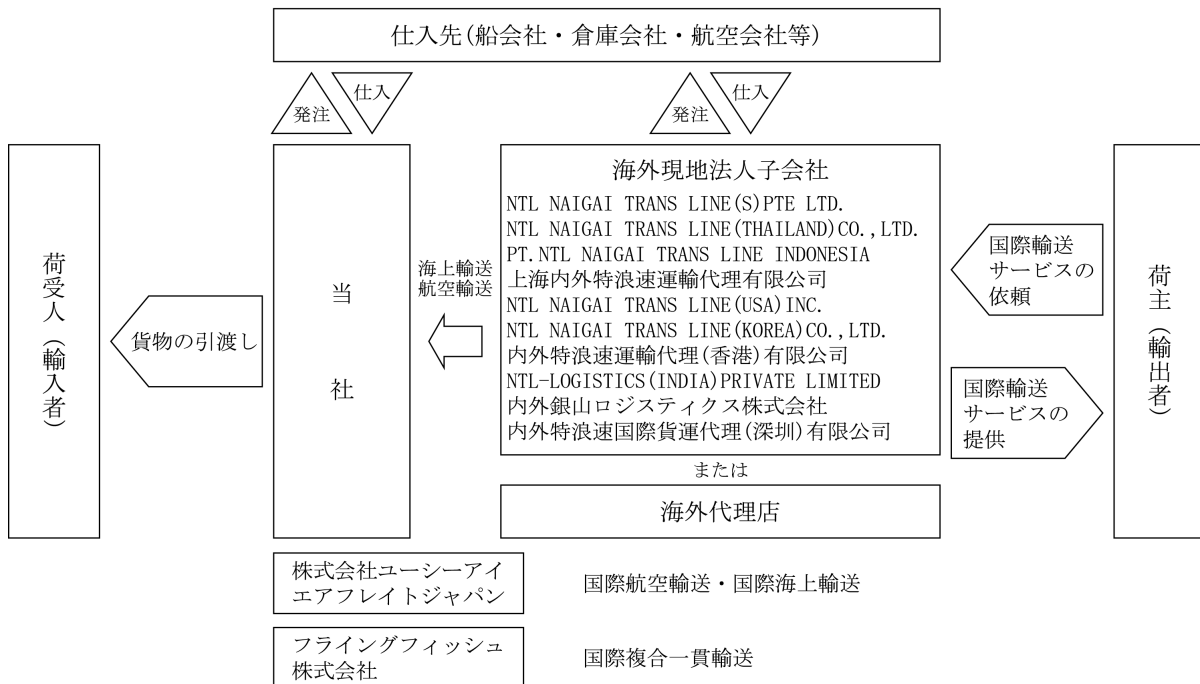 仕入先(船会社・倉庫会社・航空会社等)
発注
仕入
発注
仕入
荷受人（輸入者）
貨物の引渡し
当社
海上輸送
航空輸送
海外現地法人子会社
NTL NAIGAI TRANS LINE(S)PTE LTD.
NTL NAIGAI TRANS LINE(THAILAND)CO.,LTD.
PT.NTL NAIGAI TRANS LINE INDONESIA
上海内外特浪速運輸代理有限公司
NTL NAIGAI TRANS LINE(USA)INC.
NTL NAIGAI TRANS LINE(KOREA)CO.,LTD.
内外特浪速運輸代理(香港)有限公司
NTL-LOGISTICS(INDIA)PRIVATE LIMITED
内外銀山ロジスティクス株式会社
内外特浪速国際貨運代理(深圳)有限公司
または
海外代理店
国際輸送
サービスの
依頼
国際輸送
サービスの
提供
荷主（輸出者）
株式会社ユーシーアイ
エアフレイトジャパン
国際航空輸送・国際海上輸送
フライングフィッシュ
株式会社
国際複合一貫輸送